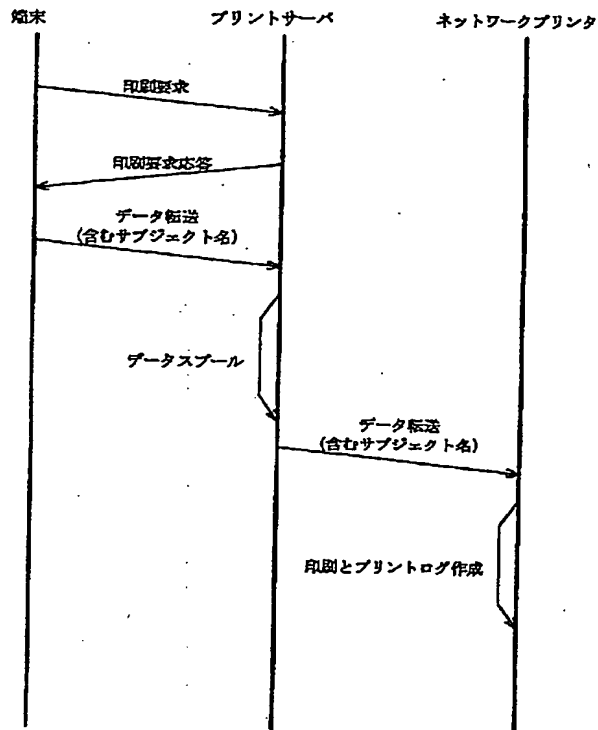 端末
プリントサーバ
ネットワークプリンタ
印刷要求
印刷要求応答
データ転送
(含むサブジェクト名)
データスプール
データ転送
(含むサブジェクト名)
印刷とプリントログ作成